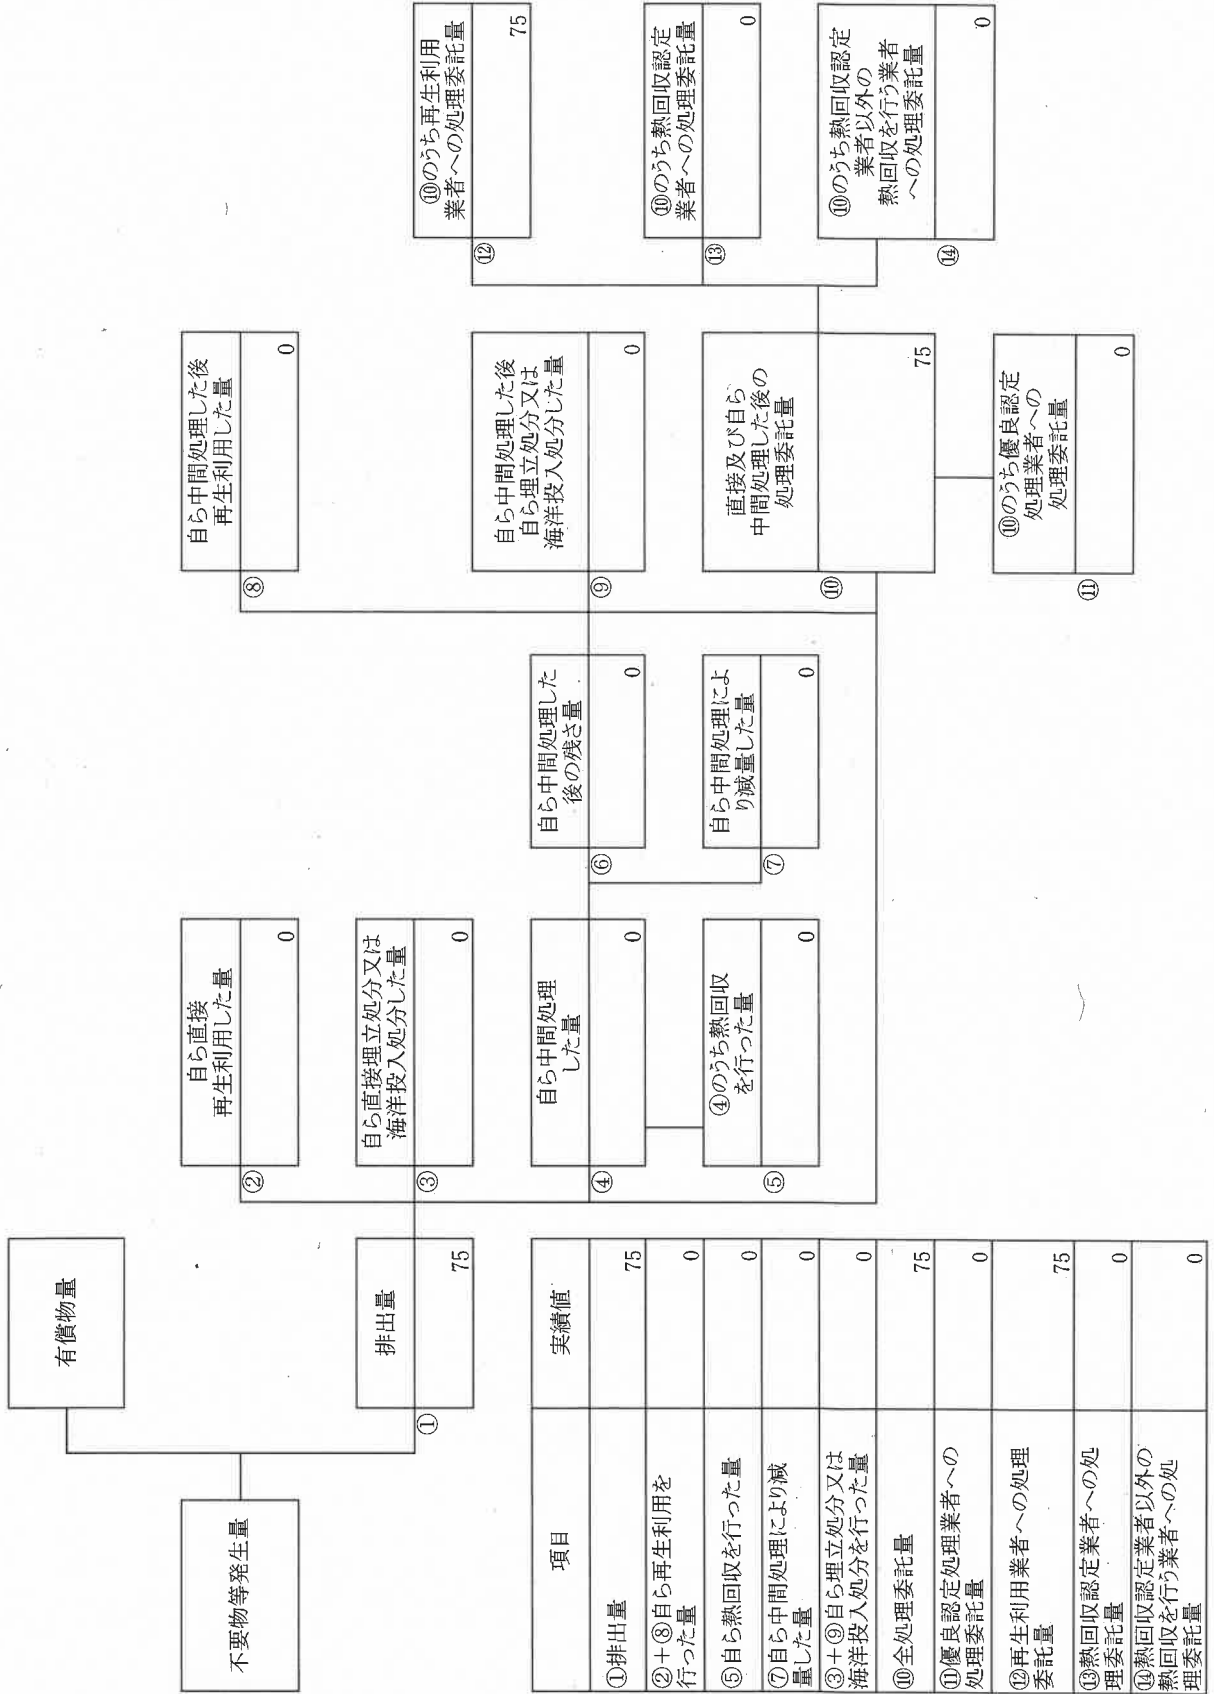 不要物等発生量
有償物量
①
排出量
75
②
自ら直接
再生利用した量
0
③
自ら直接埋立処分又は
海洋投入処分した量
0
④
自ら中間処理
した量
0
⑤
④のうち熱回収
を行った量
0
⑥
自ら中間処理した
後の残さ量
0
⑦
自ら中間処理によ
り減量した量
0
⑧
自ら中間処理した後
再生利用した量
0
⑨
自ら中間処理した後
自ら埋立処分又は
海洋投入処分した量
0
⑩
直接及び自ら
中間処理した後の
処理委託量
75
⑪
⑩のうち優良認定
処理業者への
処理委託量
0
⑫
⑩のうち再生利用
業者への処理委託量
75
⑬
⑩のうち熱回収認定
業者への処理委託量
0
⑭
⑩のうち熱回収認定
業者以外の
熱回収を行う業者
への処理委託量
0
項目
実績値
①排出量
75
②+⑧自ら再生利用を
行った量
0
⑤自ら熱回収を行った量
0
⑦自ら中間処理により減
量した量
0
③+⑨自ら埋立処分又は
海洋投入処分を行った量
0
⑩全処理委託量
75
⑪優良認定処理業者への
処理委託量
0
⑫再生利用業者への処理
委託量
75
⑬熱回収認定業者への処
理委託量
0
⑭熱回収認定業者以外の
熱回収を行う業者への処
理委託量
0